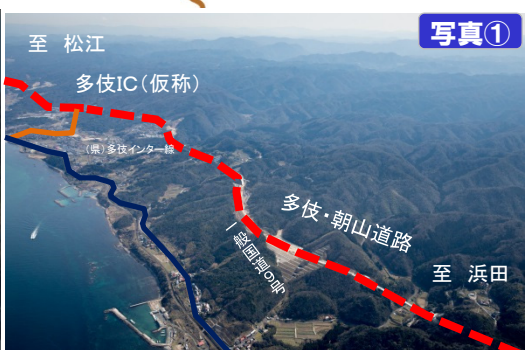 写真①
至 松江
多伎IC(仮称)
(県)多伎インター線
多伎・朝山道路
一般国道9号
至 浜田